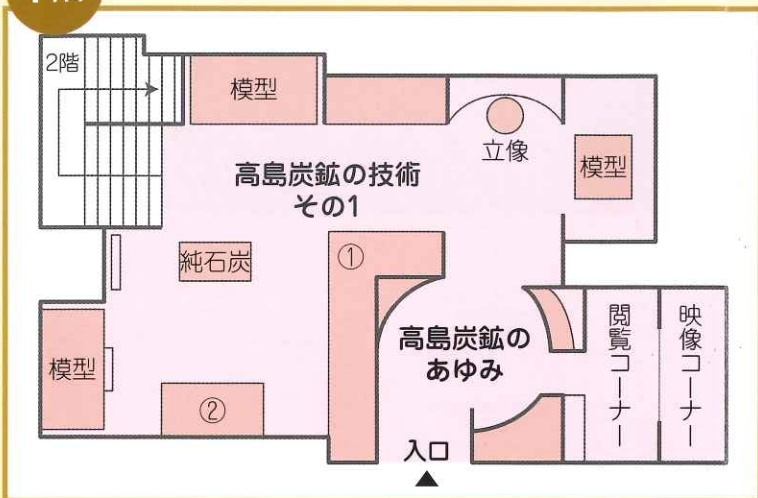 2階
模型
立像
模型
高島炭鉱の技術
その1
①
純石炭
高島炭鉱の
あゆみ
閲覧コーナー
映像コーナー
模型
②
入口